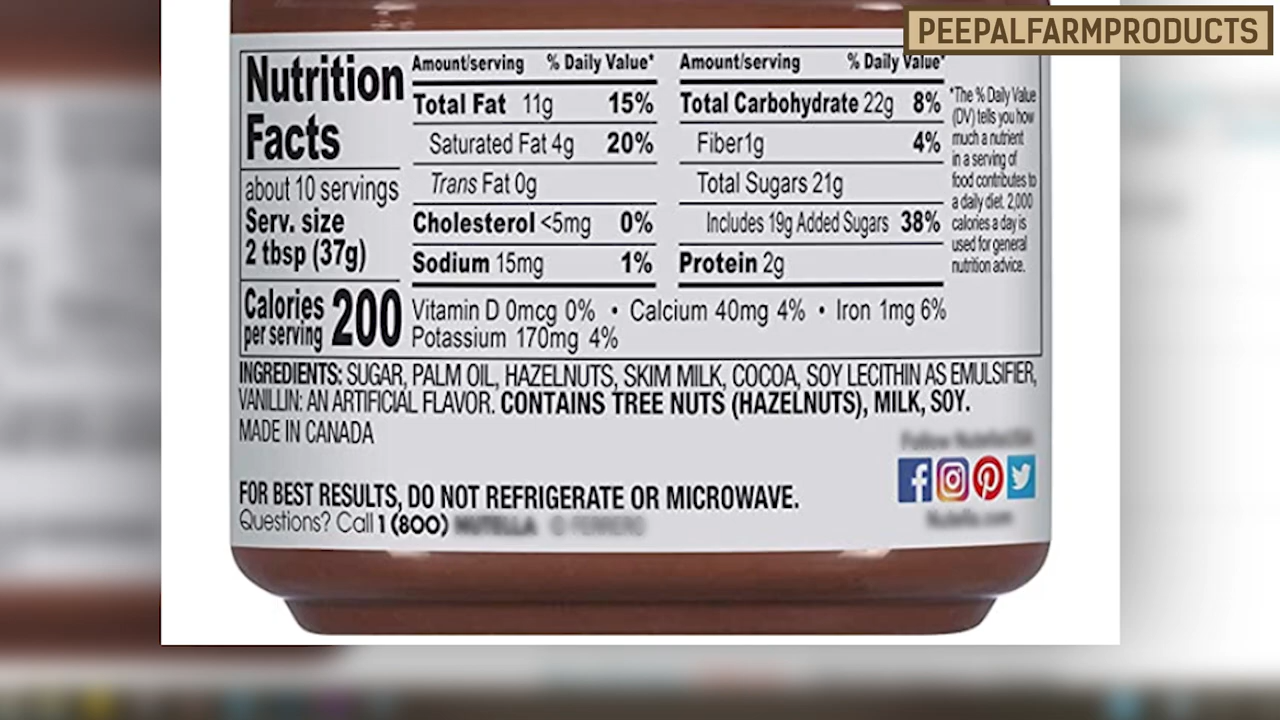 PEEPALFARMPRODUCTS
Nutrition
Facts
about 10 servings
Serv. size
2 tbsp (37g)
Calories
per serving 200
Amount/serving % Daily Value*
Total Fat 11g 15%
Saturated Fat 4g 20%
Trans Fat 0g
Cholesterol <5mg 0%
Sodium 15mg 1%
Amount/serving % Daily Value*
Total Carbohydrate 22g 8%
Fiber 1g 4%
Total Sugars 21g
Includes 19g Added Sugars 38%
Protein 2g
*The % Daily Value
(DV) tells you how
much a nutrient
in a serving of
food contributes to
a daily diet. 2,000
calories a day is
used for general
nutrition advice.
Vitamin D 0mcg 0% • Calcium 40mg 4% • Iron 1mg 6%
Potassium 170mg 4%
INGREDIENTS: SUGAR, PALM OIL, HAZELNUTS, SKIM MILK, COCOA, SOY LECITHIN AS EMULSIFIER,
VANILLIN: AN ARTIFICIAL FLAVOR. CONTAINS TREE NUTS (HAZELNUTS), MILK, SOY.
MADE IN CANADA
FOR BEST RESULTS, DO NOT REFRIGERATE OR MICROWAVE.
Questions? Call 1 (800)